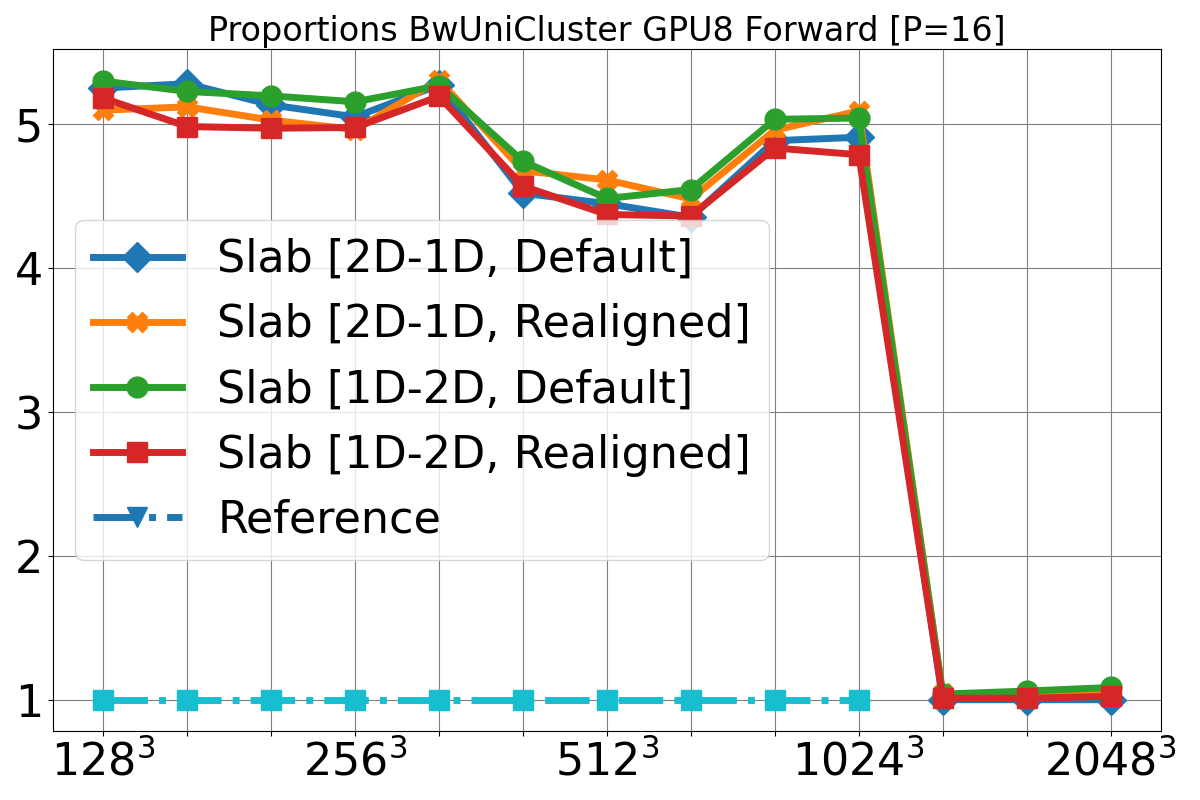 Proportions BwUniCluster GPU8 Forward [P=16]
5
4
3
2
1
Slab [2D-1D, Default]
Slab [2D-1D, Realigned]
Slab [1D-2D, Default]
Slab [1D-2D, Realigned]
Reference
128³ 256³ 512³ 1024³ 2048³